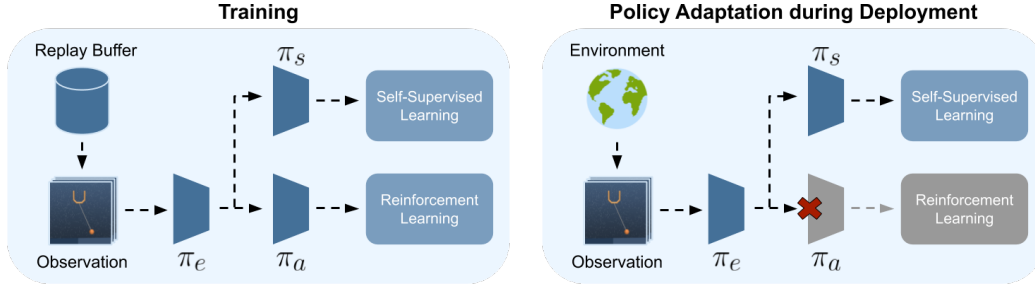 Training
Replay Buffer
π_s
Self-Supervised
Learning
Observation
π_e
π_a
Reinforcement
Learning
Policy Adaptation during Deployment
Environment
π_s
Self-Supervised
Learning
Observation
π_e
π_a
Reinforcement
Learning